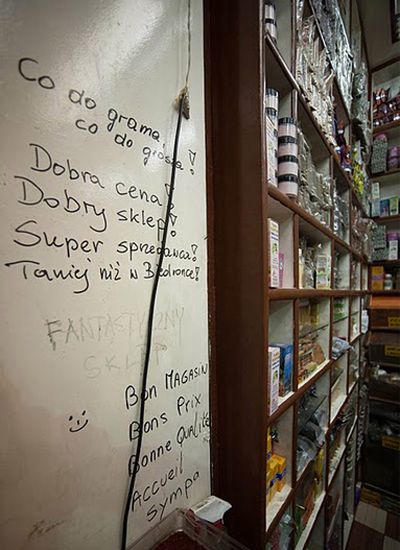 Co do grama,
co do grosza!
Dobra cena!
Dobry sklep!
Super sprzedawca!
Taniej niż w Biedronce!
FANTASTYCZNY
SKLEP
BON MAGASIN
BONS PRIX
BONNE QUALITÉ
ACCUEIL
SYMPA